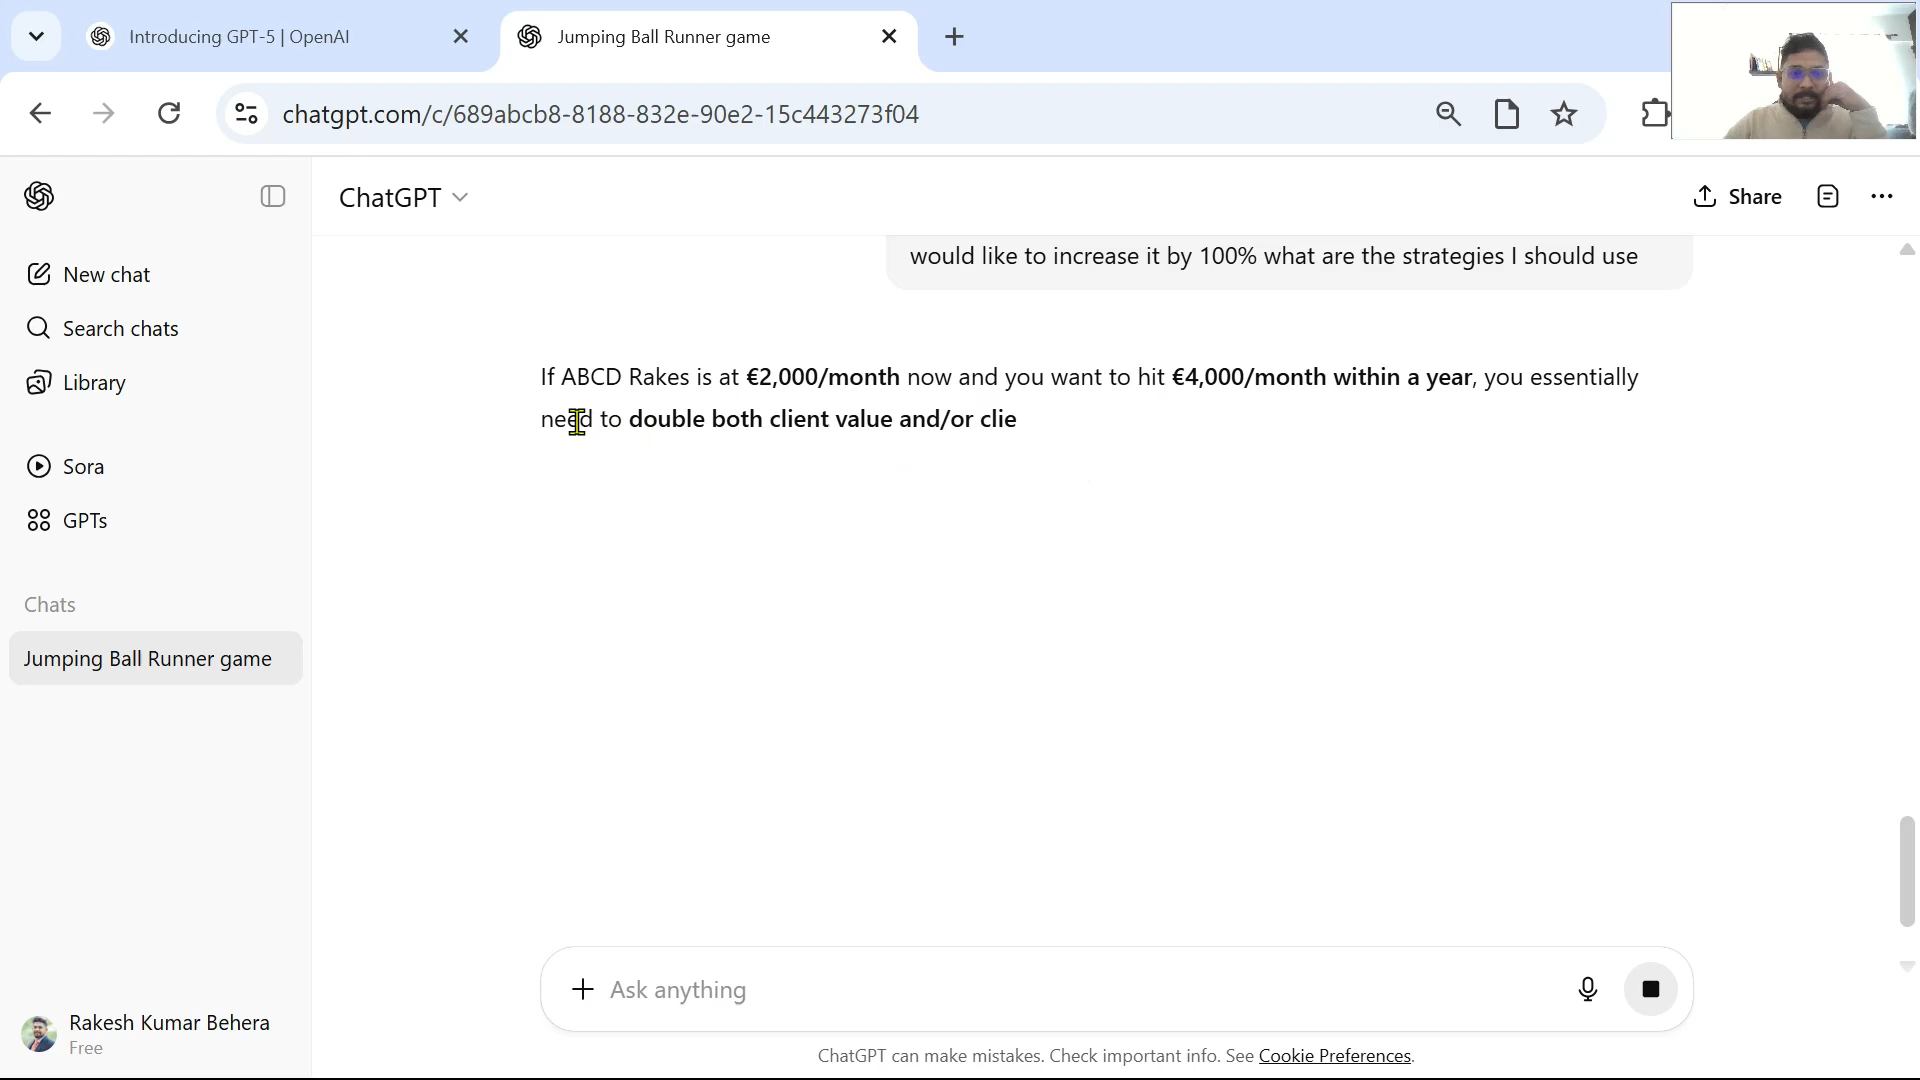 Introducing GPT-5 | OpenAI
Jumping Ball Runner game
chatgpt.com/c/689abcb8-8188-832e-90e2-15c443273f04
ChatGPT
Share
New chat
Search chats
Library
Sora
GPTs
Chats
Jumping Ball Runner game
Rakesh Kumar Behera
Free
would like to increase it by 100% what are the strategies I should use
If ABCD Rakes is at €2,000/month now and you want to hit €4,000/month within a year, you essentially
need to double both client value and/or clie
Ask anything
ChatGPT can make mistakes. Check important info. See Cookie Preferences.